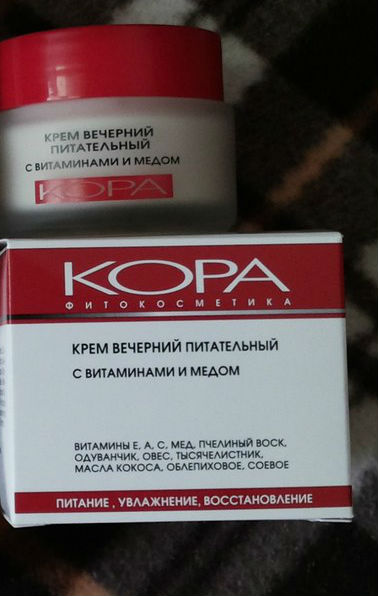 КРЕМ ВЕЧЕРНИЙ
ПИТАТЕЛЬНЫЙ
С ВИТАМИНАМИ И МЕДОМ
КОРА
КОРА
ФИТОКОСМЕТИКА
КРЕМ ВЕЧЕРНИЙ ПИТАТЕЛЬНЫЙ
С ВИТАМИНАМИ И МЕДОМ
ВИТАМИНЫ Е, А, С, МЕД, ПЧЕЛИНЫЙ ВОСК,
ОДУВАНЧИК, ОВЕС, ТЫСЯЧЕЛИСТНИК,
МАСЛА КОКОСА, ОБЛЕПИХОВОЕ, СОЕВОЕ
ПИТАНИЕ , УВЛАЖНЕНИЕ, ВОССТАНОВЛЕНИЕ